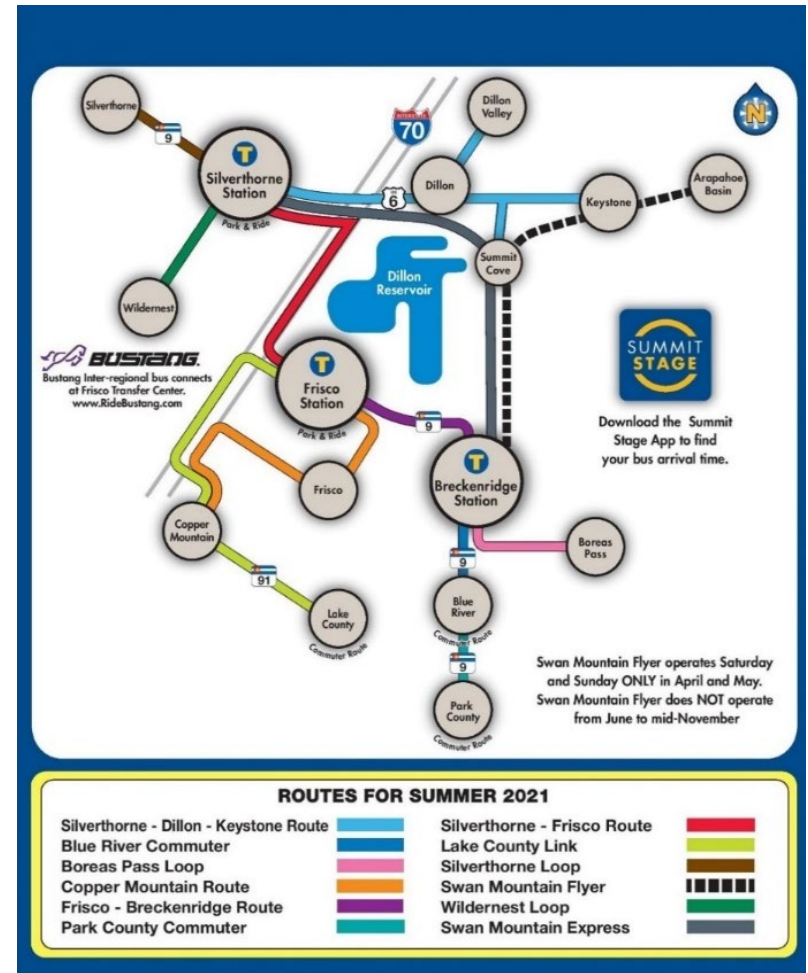 Silverthorne
9
T
Silverthorne
Station
Park & Ride
INTERSTATE
70
Dillon
Valley
N
Dillon
US
6
Keystone
Arapahoe
Basin
Summit
Cove
Wildernest
Dillon
Reservoir
BUSTANG.
Bustang Inter-regional bus connects
at Frisco Transfer Center.
www.RideBustang.com
T
Frisco
Station
Park & Ride
SUMMIT
STAGE
Download the Summit
Stage App to find
your bus arrival time.
9
T
Breckenridge
Station
Frisco
Copper
Mountain
Boreas
Pass
91
9
Lake
County
Commuter Route
Blue
River
Commuter Route
9
Park
County
Commuter Route
Swan Mountain Flyer operates Saturday
and Sunday ONLY in April and May.
Swan Mountain Flyer does NOT operate
from June to mid-November
ROUTES FOR SUMMER 2021
Silverthorne - Dillon - Keystone Route
Blue River Commuter
Boreas Pass Loop
Copper Mountain Route
Frisco - Breckenridge Route
Park County Commuter
Silverthorne - Frisco Route
Lake County Link
Silverthorne Loop
Swan Mountain Flyer
Wildernest Loop
Swan Mountain Express